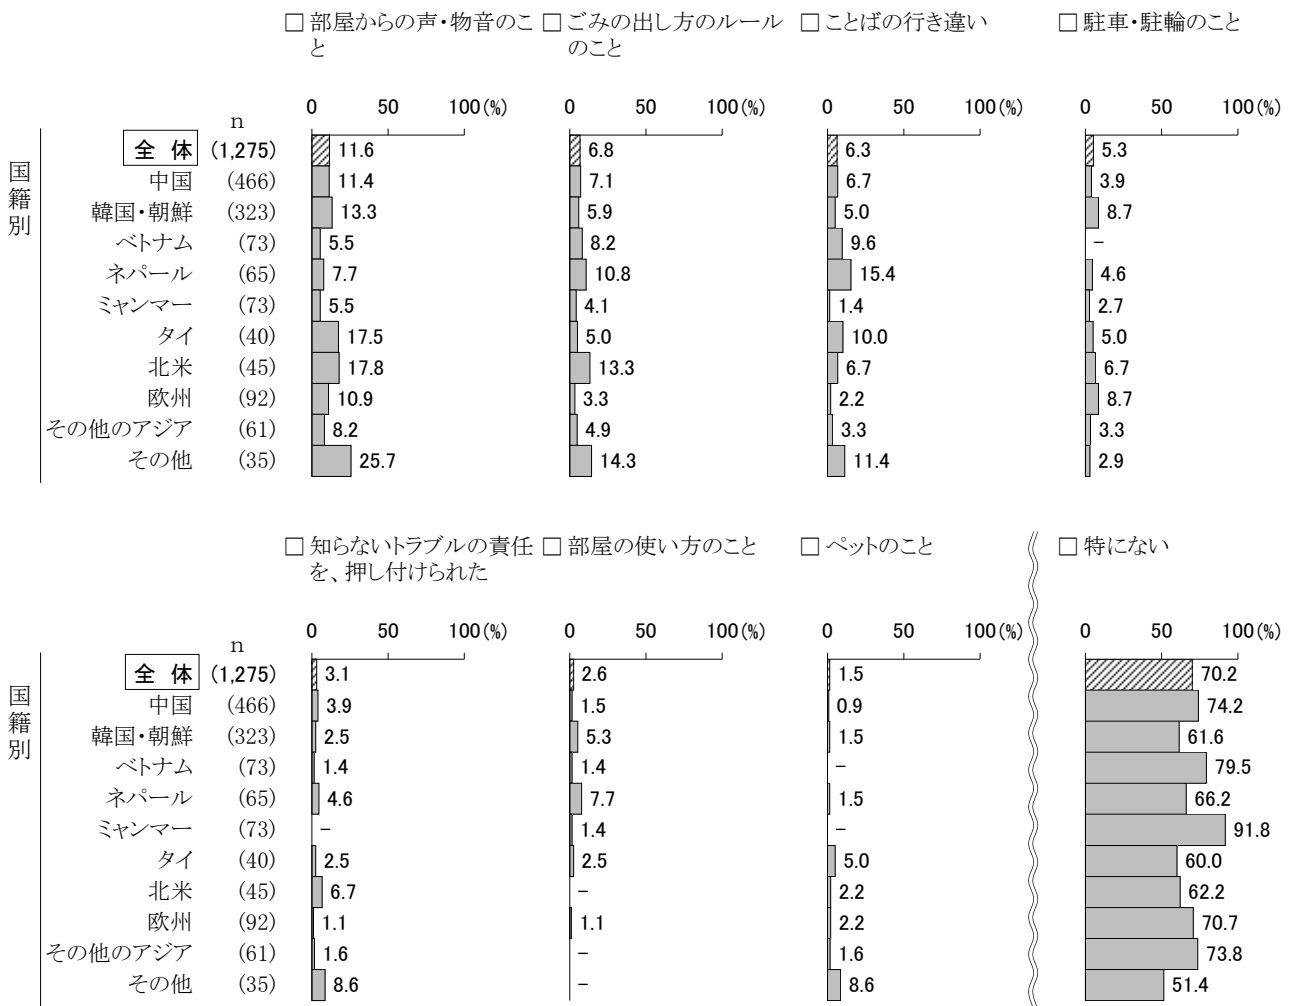 □ 部屋からの声・物音のこ □ ごみの出し方のルール □ ことばの行き違い □ 駐車・駐輪のこと
と のこと
0 50 100(%) 0 50 100(%) 0 50 100(%) 0 50 100(%)
n
国籍別
全 体 (1,275) 11.6 6.8 6.3 5.3
中国 (466) 11.4 7.1 6.7 3.9
韓国・朝鮮 (323) 13.3 5.9 5.0 8.7
ベトナム (73) 5.5 8.2 9.6 −
ネパール (65) 7.7 10.8 15.4 4.6
ミャンマー (73) 5.5 4.1 1.4 2.7
タイ (40) 17.5 5.0 10.0 5.0
北米 (45) 17.8 13.3 6.7 6.7
欧州 (92) 10.9 3.3 2.2 8.7
その他のアジア (61) 8.2 4.9 3.3 3.3
その他 (35) 25.7 14.3 11.4 2.9
□ 知らないトラブルの責任 □ 部屋の使い方のこと □ ペットのこと □ 特にない
を、押し付けられた
0 50 100(%) 0 50 100(%) 0 50 100(%) 0 50 100(%)
n
国籍別
全 体 (1,275) 3.1 2.6 1.5 70.2
中国 (466) 3.9 1.5 0.9 74.2
韓国・朝鮮 (323) 2.5 5.3 1.5 61.6
ベトナム (73) 1.4 1.4 − 79.5
ネパール (65) 4.6 7.7 1.5 66.2
ミャンマー (73) − 1.4 − 91.8
タイ (40) 2.5 2.5 5.0 60.0
北米 (45) 6.7 − 2.2 62.2
欧州 (92) 1.1 1.1 2.2 70.7
その他のアジア (61) 1.6 − 1.6 73.8
その他 (35) 8.6 − 8.6 51.4